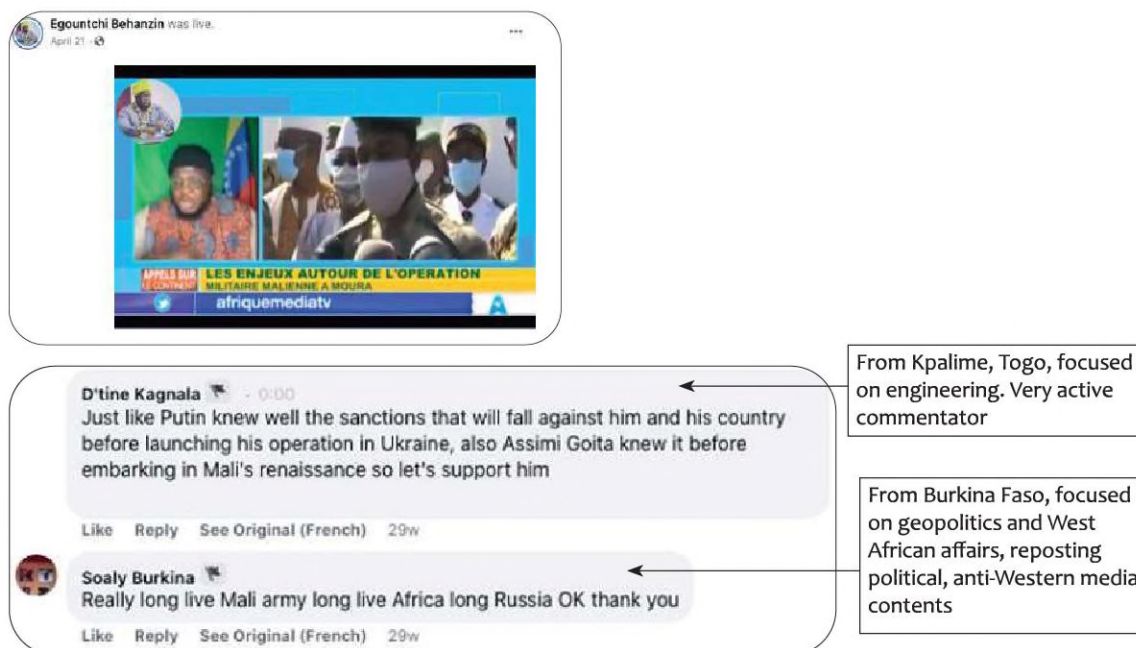 Egountchi Behanzin was live.
April 21
APPELS SUR
LE CONTINENT
LES ENJEUX AUTOUR DE L'OPERATION
MILITAIRE MALIENNE A MOURA
afriquemediatv
A
D'tine Kagnala · 0:00
Just like Putin knew well the sanctions that will fall against him and his country
before launching his operation in Ukraine, also Assimi Goita knew it before
embarking in Mali's renaissance so let's support him
Like Reply See Original (French) 29w
Soaly Burkina
Really long live Mali army long live Africa long Russia OK thank you
Like Reply See Original (French) 29w
From Kpalime, Togo, focused
on engineering. Very active
commentator
From Burkina Faso, focused
on geopolitics and West
African affairs, reposting
political, anti-Western media
contents